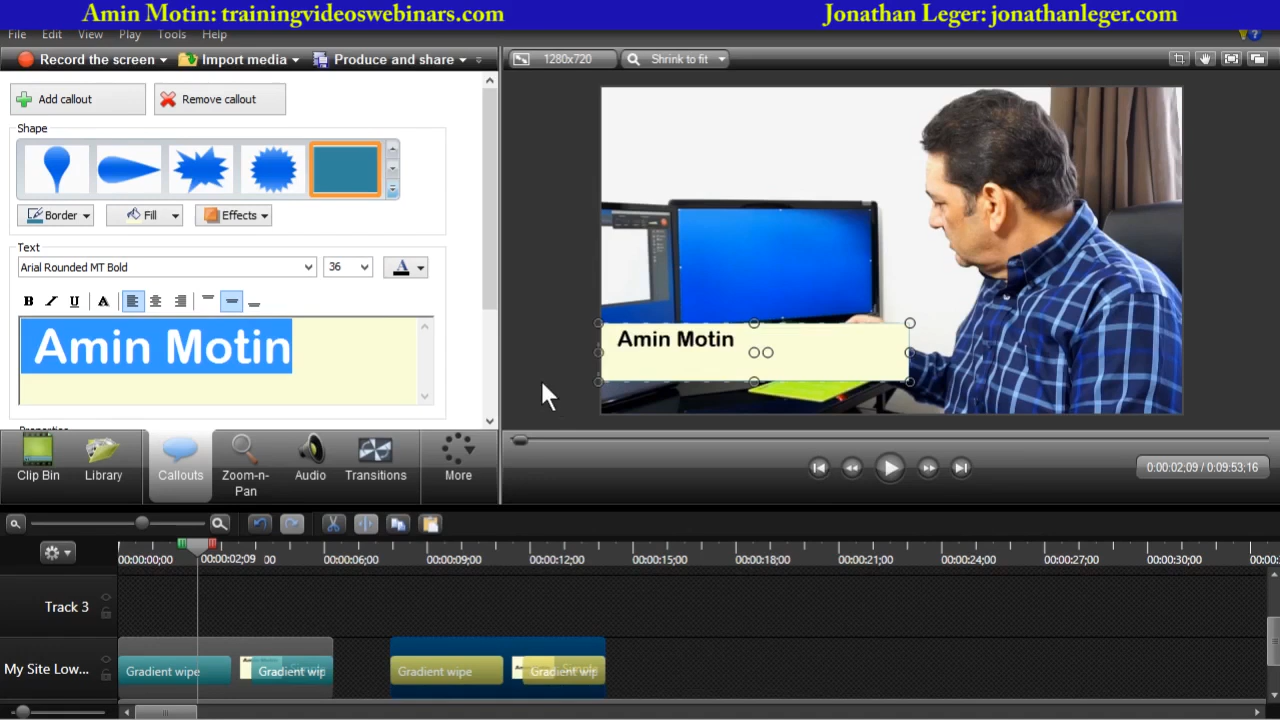 Amin Motin: trainingvideoswebinars.com
Jonathan Leger: jonathanleger.com
File Edit View Play Tools Help
Record the screen Import media Produce and share
1280x720 Shrink to fit
Add callout Remove callout
Shape
Border Fill Effects
Text
Arial Rounded MT Bold 36
B I U A
Amin Motin
Amin Motin
Properties
Clip Bin Library Callouts Zoom-n-Pan Audio Transitions More
0:00:02;09 / 0:09:53;16
00:00:00;00 00:00:02;09 00 00:00:06;00 00:00:09;00 00:00:12;00 00:00:15;00 00:00:18;00 00:00:21;00 00:00:24;00 00:00:27;00 00:00:30;00
Track 3
My Site Low...
Gradient wipe Gradient wip Gradient wipe Gradient wip